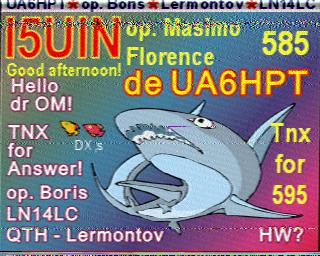 UA6HPT★op. Boris★Lermontov★LN14LC
I5UIN op. Masimo 585
Florence
Good afternoon!
de UA6HPT
Hello
dr OM!
TNX
for
Answer!
DX,s
Tnx
for
595
op. Boris
LN14LC
QTH - Lermontov HW?